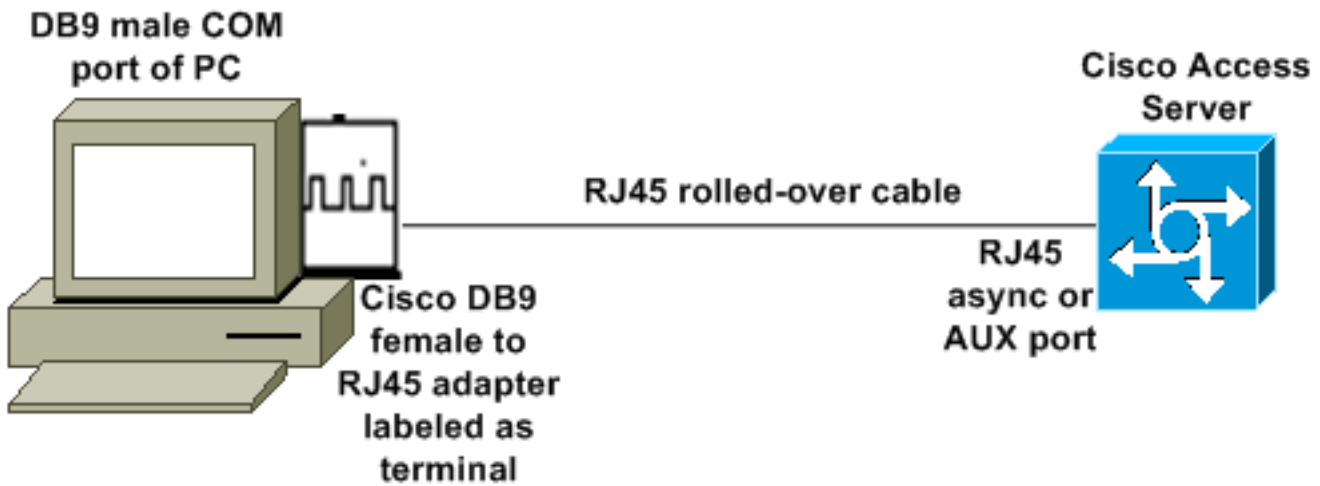 DB9 male COM
port of PC
Cisco DB9
female to
RJ45 adapter
labeled as
terminal
RJ45 rolled-over cable
Cisco Access
Server
RJ45
async or
AUX port